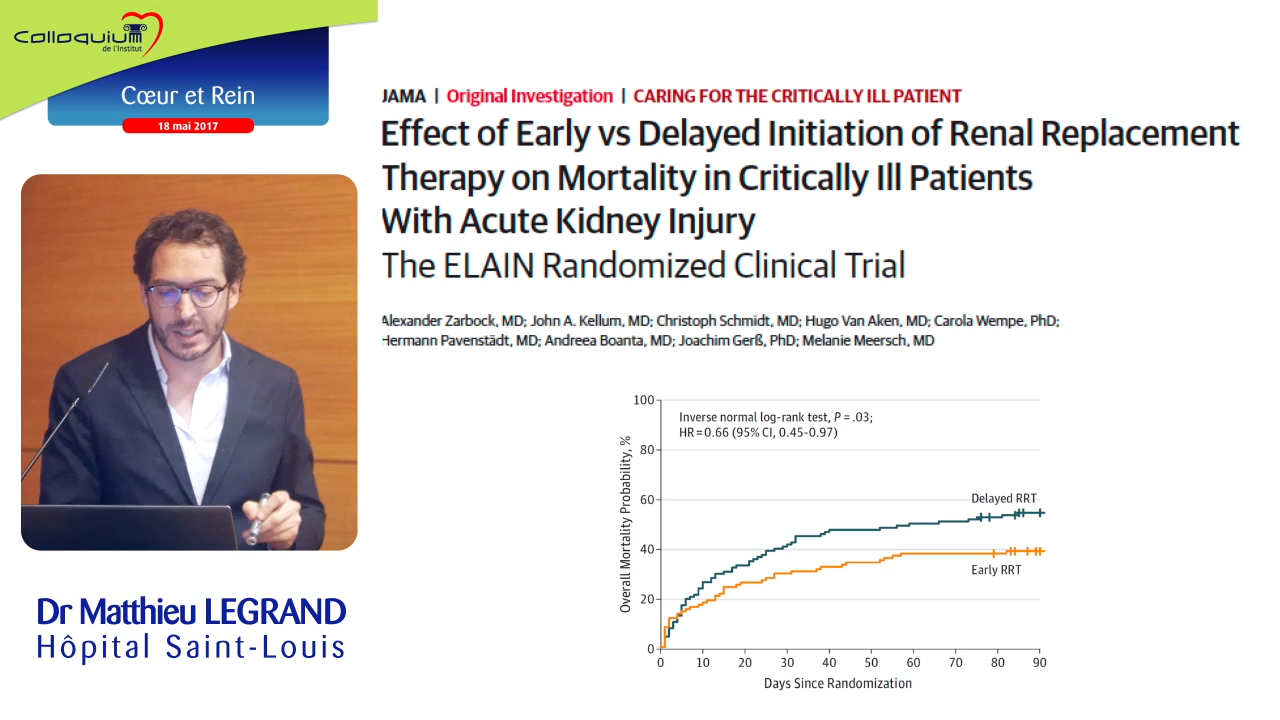 Colloquium
de l'Institut
Cœur et Rein
18 mai 2017
JAMA | Original Investigation | CARING FOR THE CRITICALLY ILL PATIENT
Effect of Early vs Delayed Initiation of Renal Replacement
Therapy on Mortality in Critically Ill Patients
With Acute Kidney Injury
The ELAIN Randomized Clinical Trial
Alexander Zarbock, MD; John A. Kellum, MD; Christoph Schmidt, MD; Hugo Van Aken, MD; Carola Wempe, PhD;
Hermann Pavenstädt, MD; Andreea Boanta, MD; Joachim Gerß, PhD; Melanie Meersch, MD
Inverse normal log-rank test, P = .03;
HR = 0.66 (95% CI, 0.45-0.97)
Overall Mortality Probability, %
100
80
60
40
20
0
Delayed RRT
Early RRT
0 10 20 30 40 50 60 70 80 90
Days Since Randomization
Dr Matthieu LEGRAND
Hôpital Saint-Louis